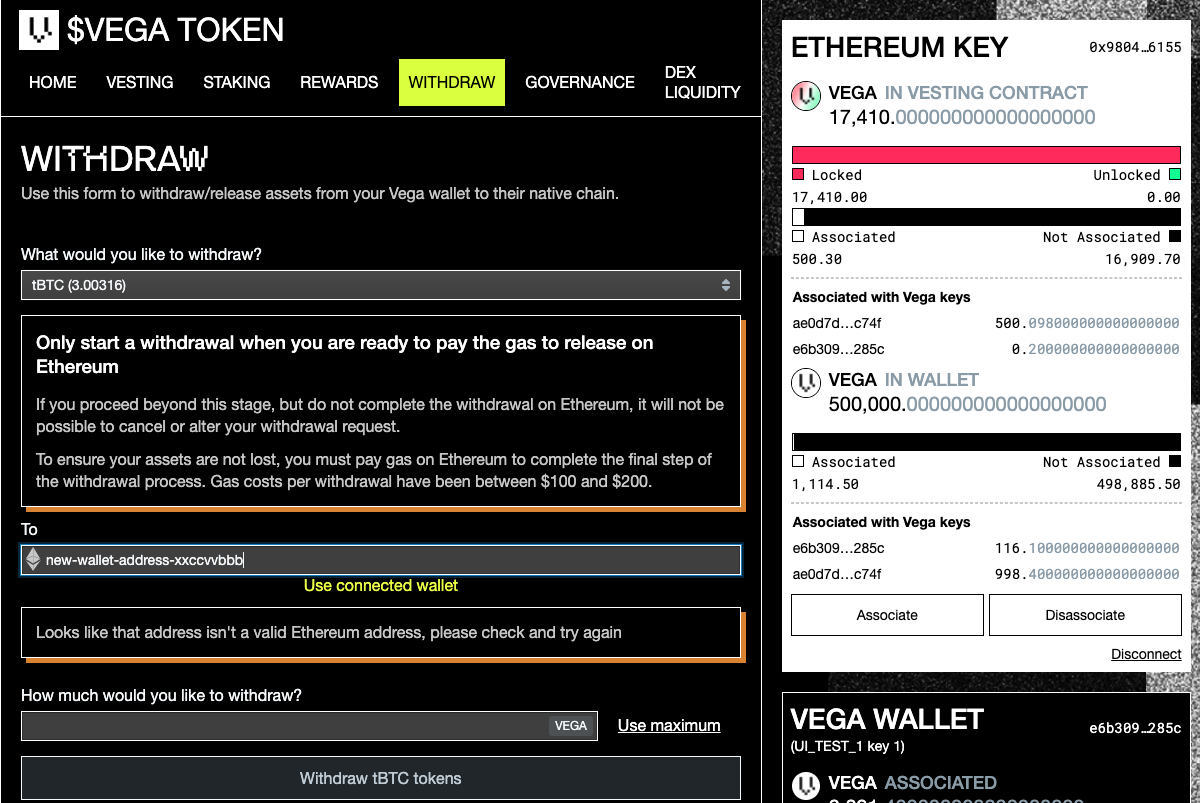 $VEGA TOKEN
HOME VESTING STAKING REWARDS WITHDRAW GOVERNANCE DEX LIQUIDITY
WITHDRAW
Use this form to withdraw/release assets from your Vega wallet to their native chain.
What would you like to withdraw?
tBTC (3.00316)
Only start a withdrawal when you are ready to pay the gas to release on
Ethereum
If you proceed beyond this stage, but do not complete the withdrawal on Ethereum, it will not be
possible to cancel or alter your withdrawal request.
To ensure your assets are not lost, you must pay gas on Ethereum to complete the final step of
the withdrawal process. Gas costs per withdrawal have been between $100 and $200.
To
new-wallet-address-xxccvvbbb
Use connected wallet
Looks like that address isn't a valid Ethereum address, please check and try again
How much would you like to withdraw?
VEGA Use maximum
Withdraw tBTC tokens
ETHEREUM KEY 0x9804…6155
VEGA IN VESTING CONTRACT
17,410.000000000000000000
Locked Unlocked
17,410.00 0.00
Associated Not Associated
500.30 16,909.70
Associated with Vega keys
ae0d7d…c74f 500.098000000000000000
e6b309…285c 0.200000000000000000
VEGA IN WALLET
500,000.000000000000000000
Associated Not Associated
1,114.50 498,885.50
Associated with Vega keys
e6b309…285c 116.100000000000000000
ae0d7d…c74f 998.400000000000000000
Associate Disassociate
Disconnect
VEGA WALLET e6b309…285c
(UI_TEST_1 key 1)
VEGA ASSOCIATED